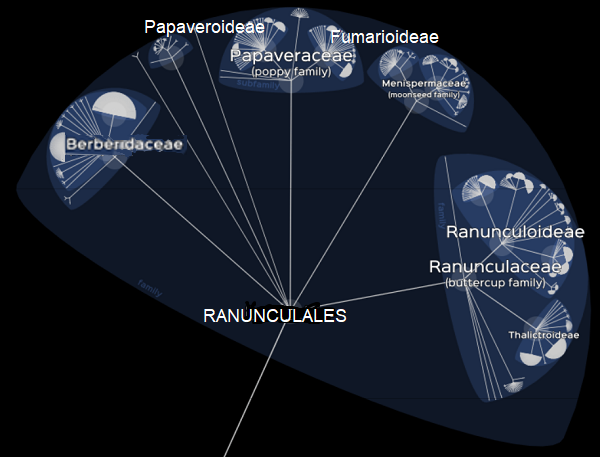 Papaveroideae
Fumarioideae
Papaveraceae
(poppy family)
subfamily
Menispermaceae
(moonseed family)
Berberidaceae
family
Ranunculoideae
Ranunculaceae
(buttercup family)
Thalictroideae
family
RANUNCULALES